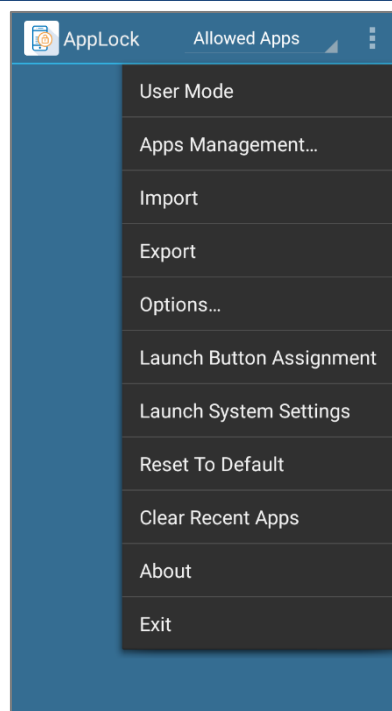 AppLock
Allowed Apps
User Mode
Apps Management...
Import
Export
Options...
Launch Button Assignment
Launch System Settings
Reset To Default
Clear Recent Apps
About
Exit